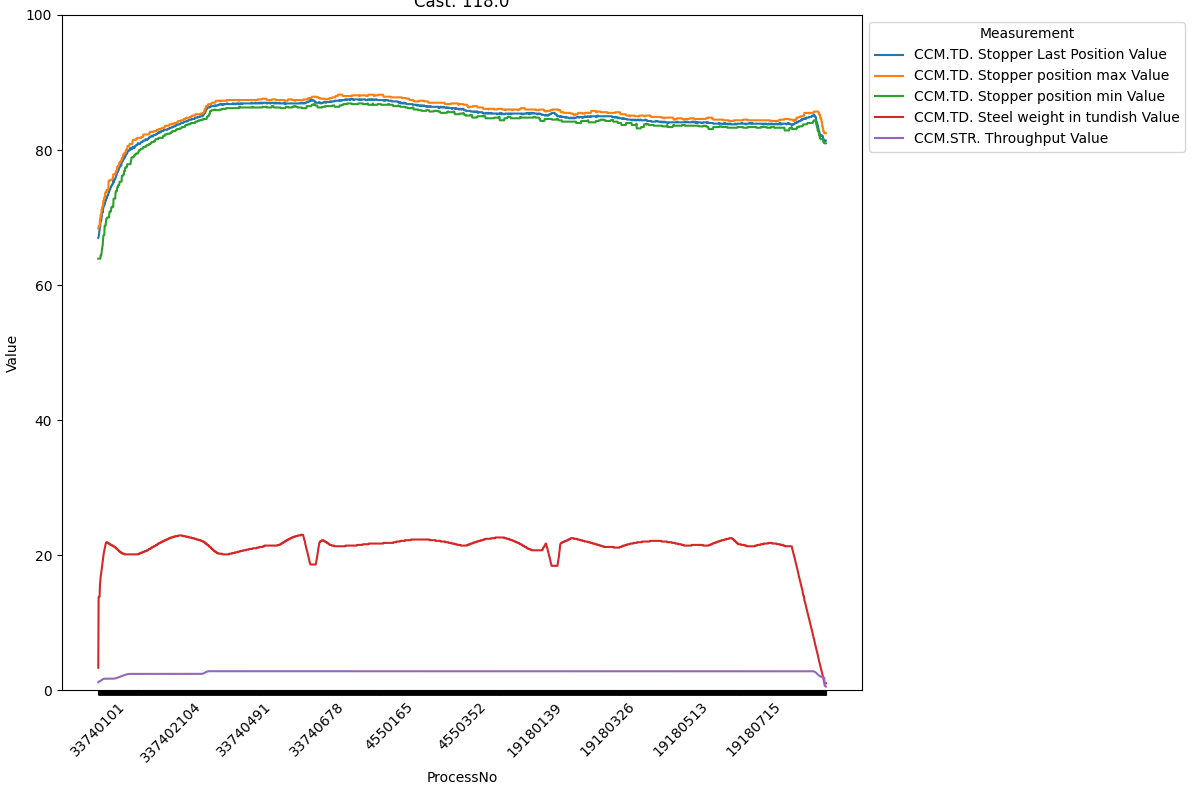 Cast: 118.0
100
80
60
40
20
0
Value
33740101
337402104
33740491
33740678
4550165
4550352
19180139
19180326
19180513
19180715
ProcessNo
Measurement
CCM.TD. Stopper Last Position Value
CCM.TD. Stopper position max Value
CCM.TD. Stopper position min Value
CCM.TD. Steel weight in tundish Value
CCM.STR. Throughput Value